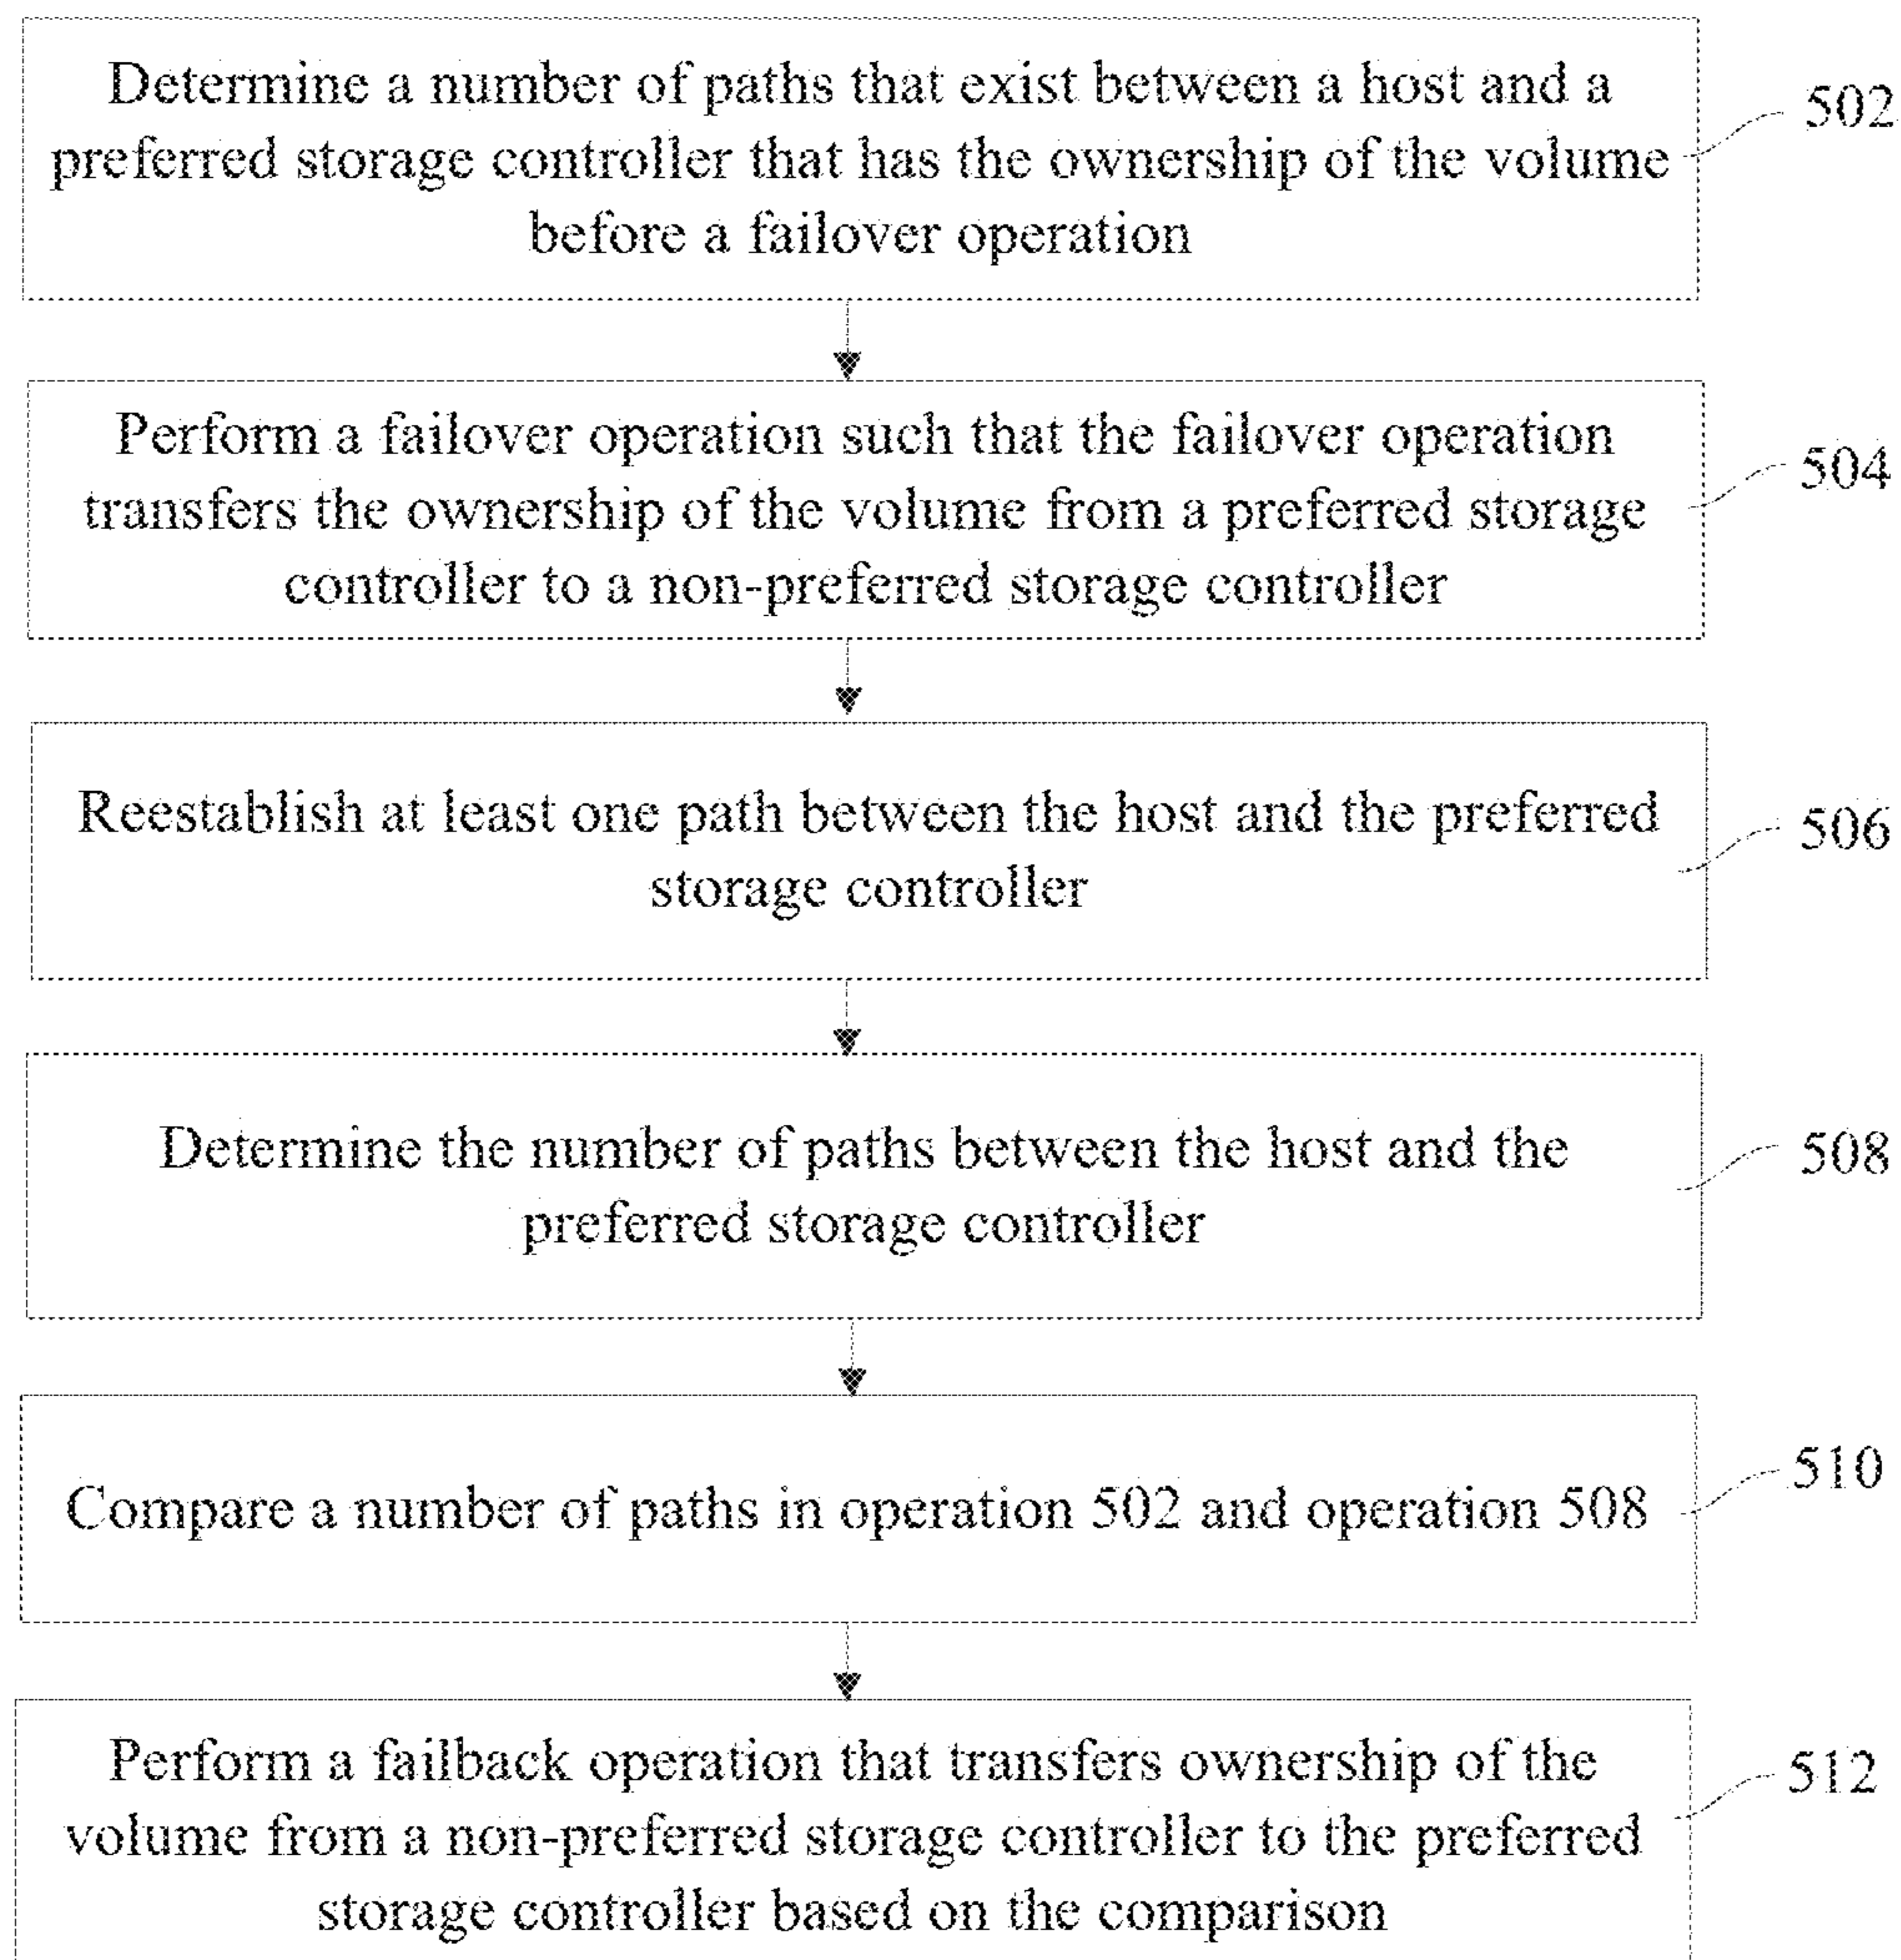 Determine a number of paths that exist between a host and a
preferred storage controller that has the ownership of the volume
before a failover operation
502
Perform a failover operation such that the failover operation
transfers the ownership of the volume from a preferred storage
controller to a non-preferred storage controller
504
Reestablish at least one path between the host and the preferred
storage controller
506
Determine the number of paths between the host and the
preferred storage controller
508
Compare a number of paths in operation 502 and operation 508
510
Perform a failback operation that transfers ownership of the
volume from a non-preferred storage controller to the preferred
storage controller based on the comparison
512